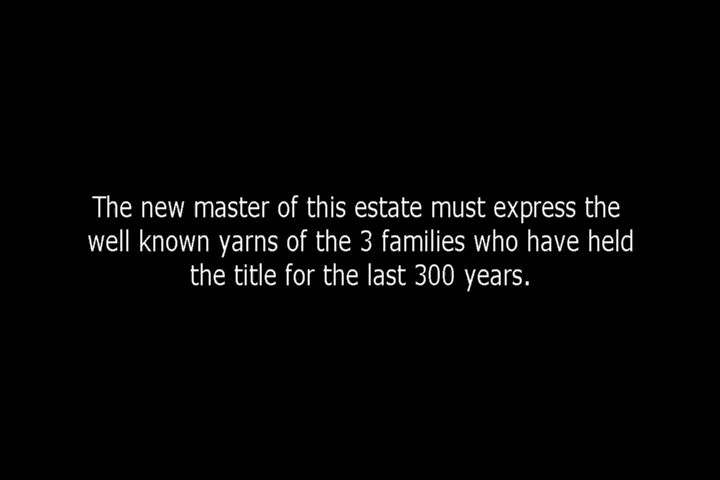 The new master of this estate must express the
well known yarns of the 3 families who have held
the title for the last 300 years.